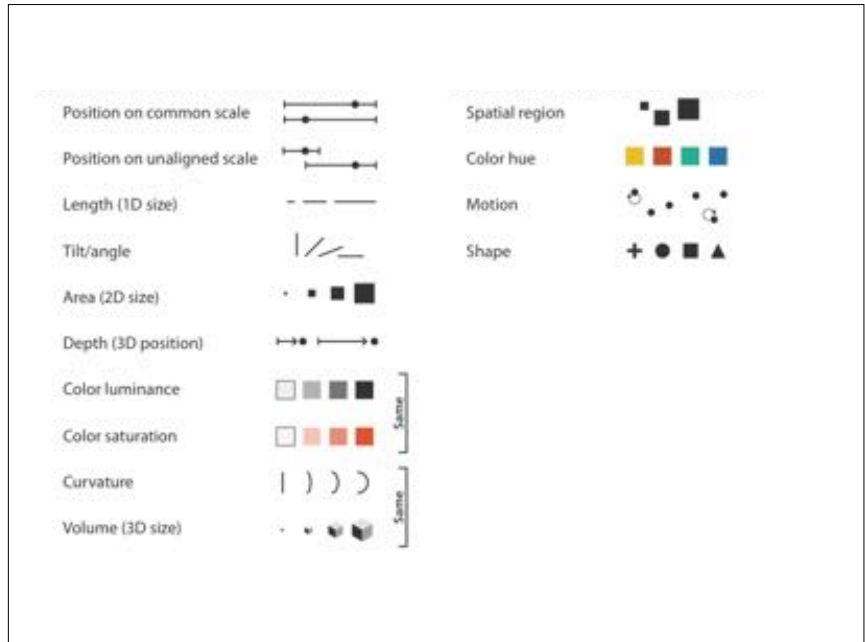 Position on common scale
Position on unaligned scale
Length (1D size)
Tilt/angle
Area (2D size)
Depth (3D position)
Color luminance
Color saturation
Same
Curvature
Volume (3D size)
Same
Spatial region
Color hue
Motion
Shape